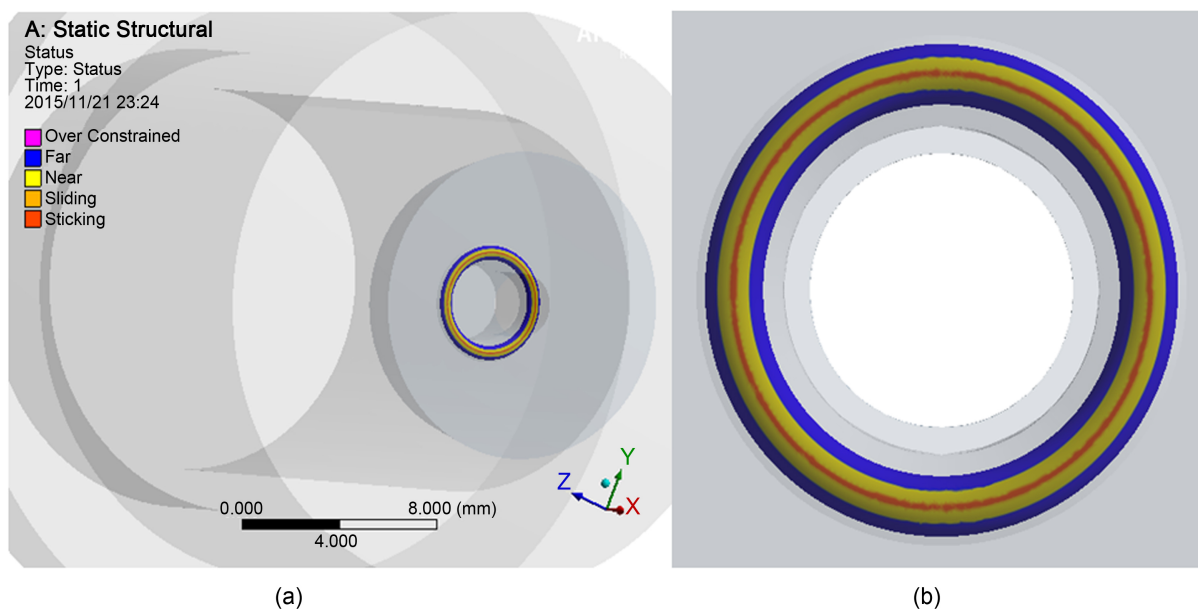 A: Static Structural
Status
Type: Status
Time: 1
2015/11/21 23:24
Over Constrained
Far
Near
Sliding
Sticking
Y
Z
X
0.000 8.000 (mm)
4.000
(a) (b)